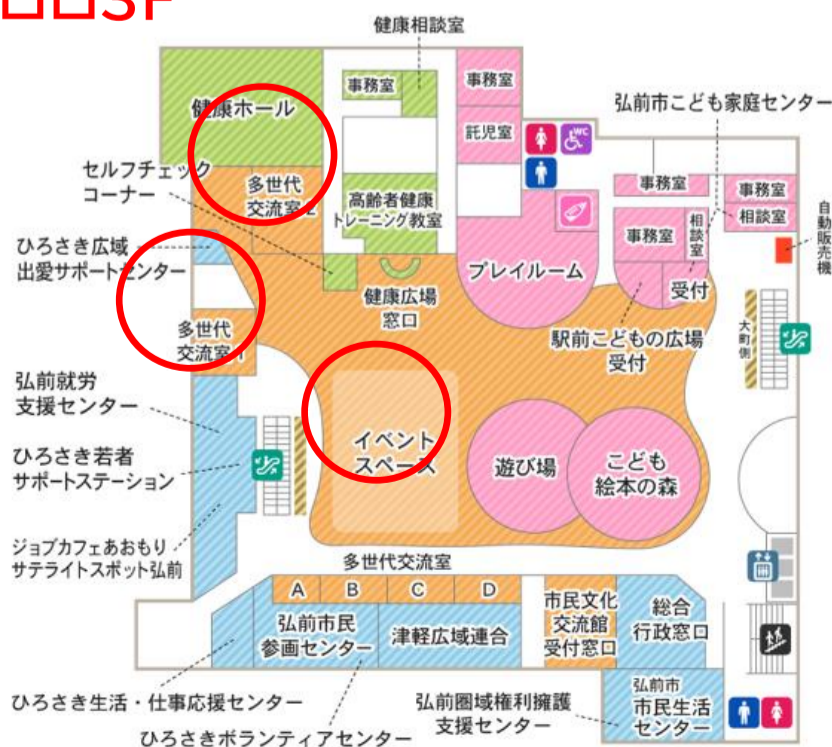 健康相談室
事務室
事務室
健康ホール
託児室
弘前市こども家庭センター
セルフチェック
コーナー
多世代
交流室2
高齢者健康
トレーニング教室
WC
事務室
事務室
相談室
事務室
相談室
自動販売機
ひろさき広域
出愛サポートセンター
プレイルーム
受付
健康広場
窓口
多世代
交流室1
駅前こどもの広場
受付
大町側
弘前就労
支援センター
イベント
スペース
遊び場
こども
絵本の森
ひろさき若者
サポートステーション
ジョブカフェあおもり
サテライトスポット弘前
多世代交流室
A
B
C
D
弘前市民
参画センター
津軽広域連合
市民文化
交流館
受付窓口
総合
行政窓口
ひろさき生活・仕事応援センター
ひろさきボランティアセンター
弘前圏域権利擁護
支援センター
弘前市
市民生活
センター